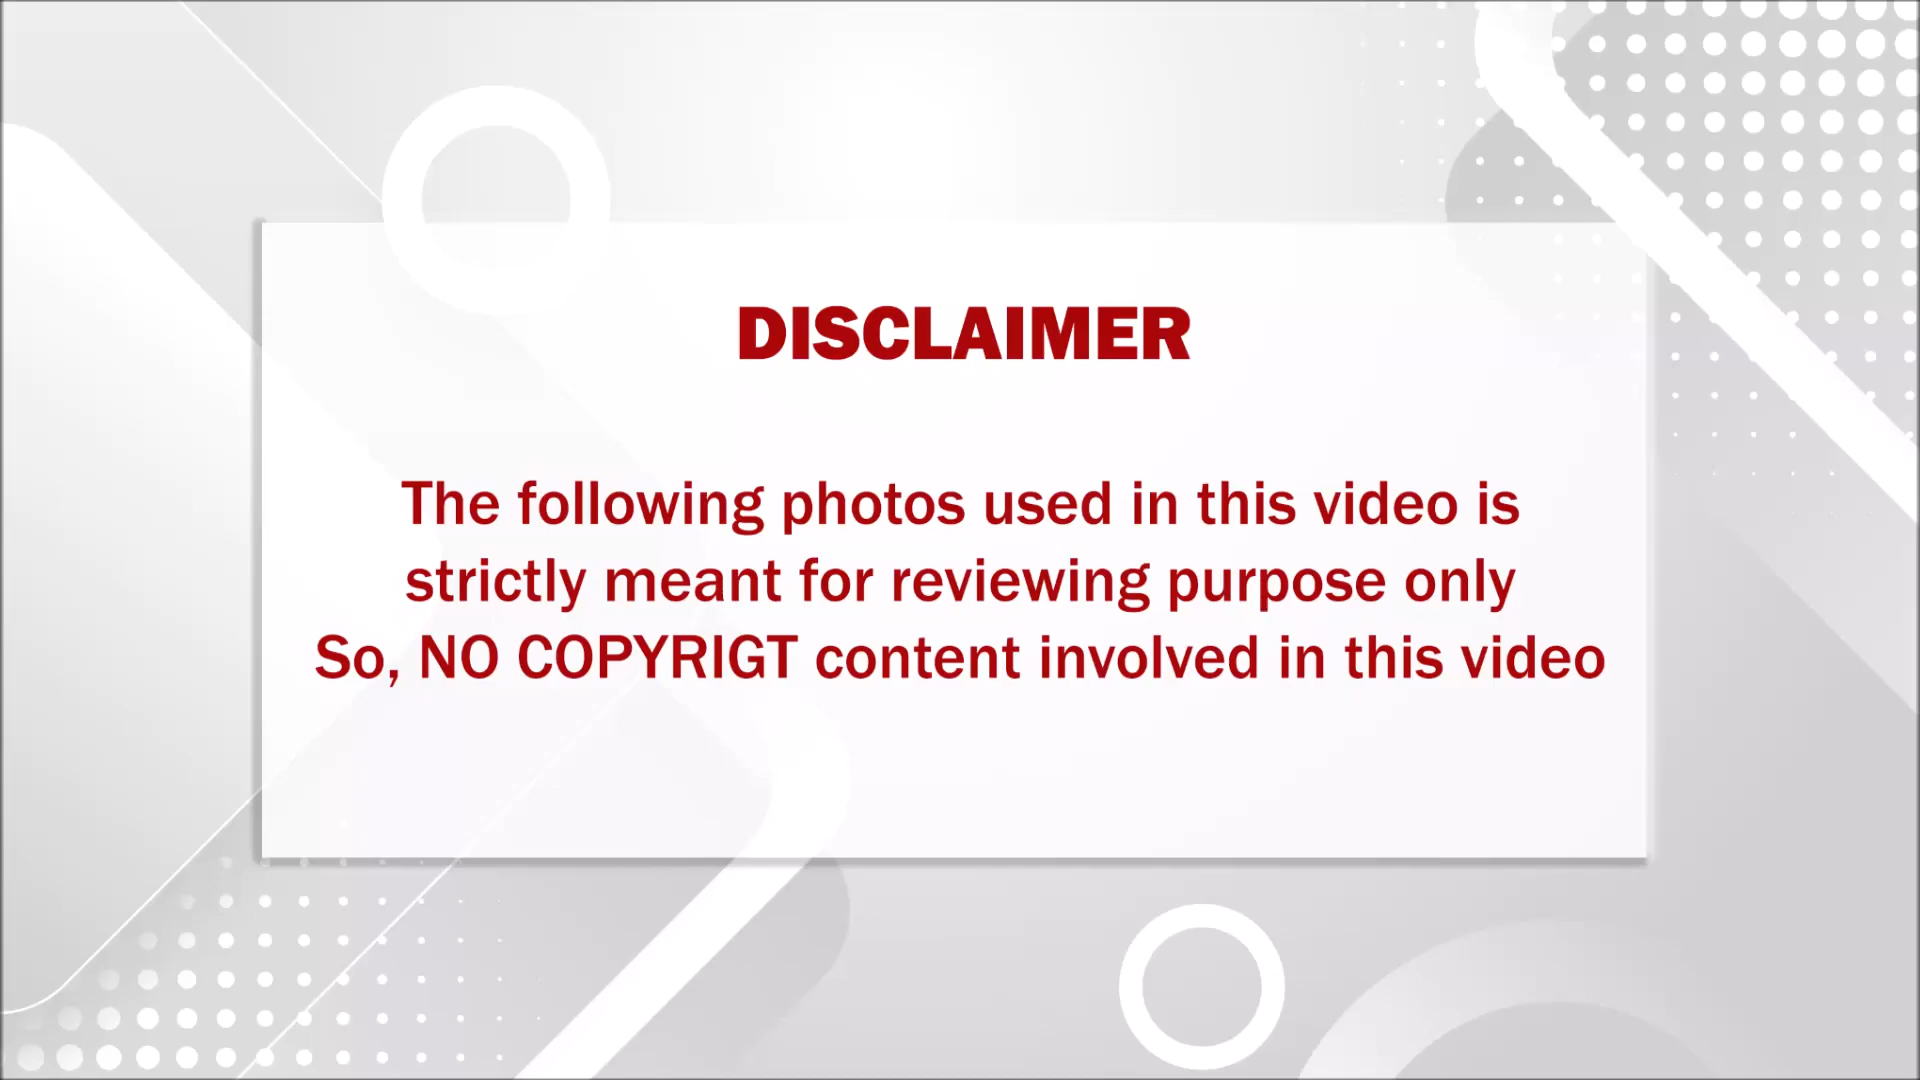 DISCLAIMER
The following photos used in this video is
strictly meant for reviewing purpose only
So, NO COPYRIGT content involved in this video